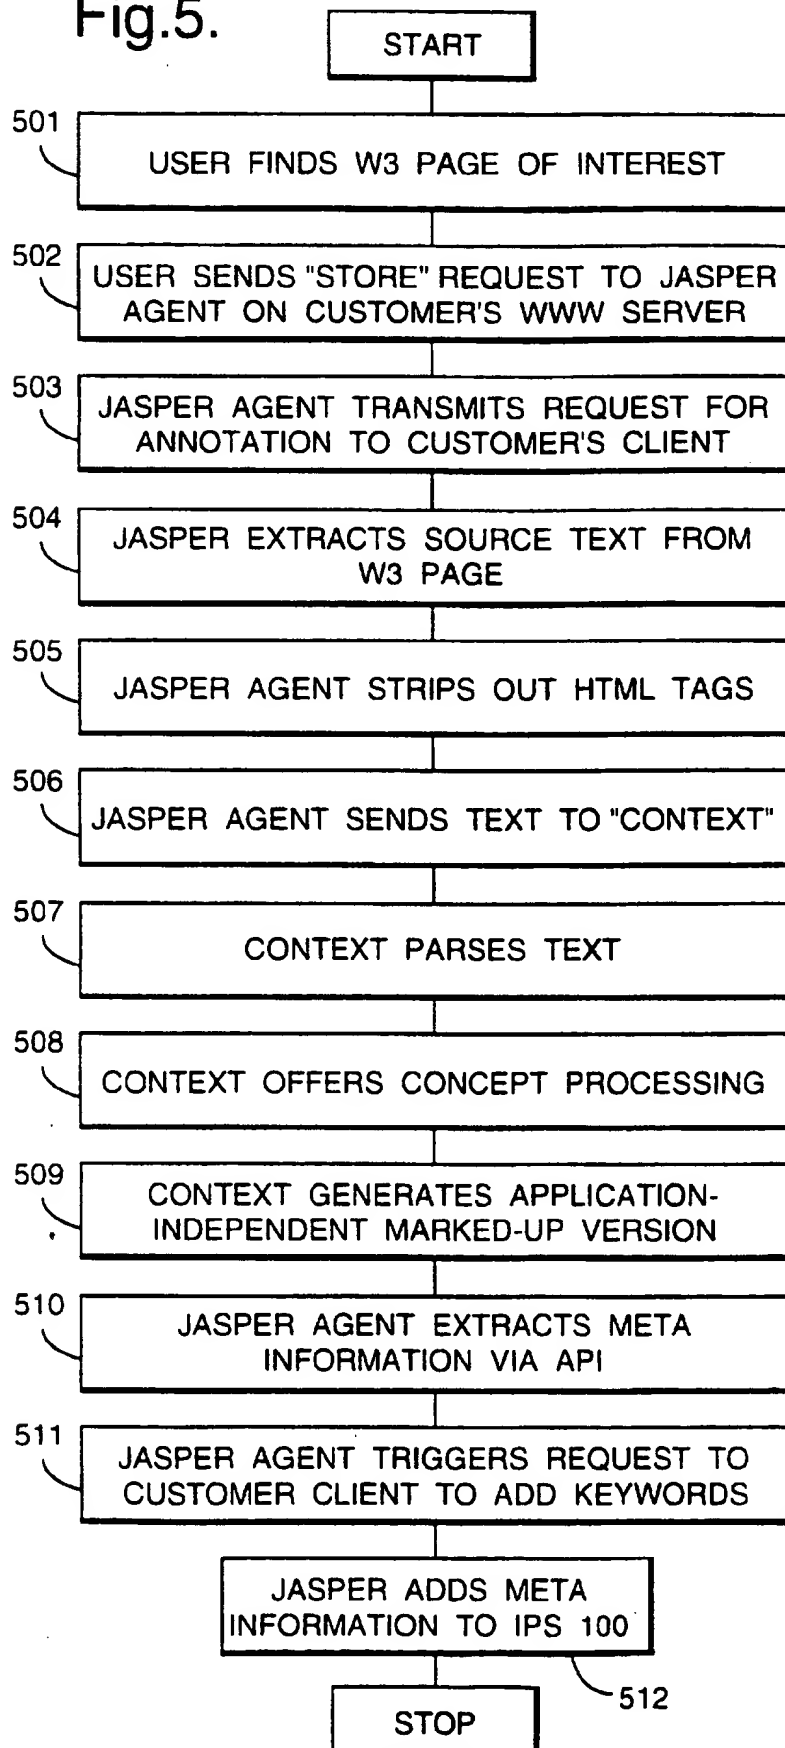 Fig.5.
START
501
USER FINDS W3 PAGE OF INTEREST
502
USER SENDS "STORE" REQUEST TO JASPER
AGENT ON CUSTOMER'S WWW SERVER
503
JASPER AGENT TRANSMITS REQUEST FOR
ANNOTATION TO CUSTOMER'S CLIENT
504
JASPER EXTRACTS SOURCE TEXT FROM
W3 PAGE
505
JASPER AGENT STRIPS OUT HTML TAGS
506
JASPER AGENT SENDS TEXT TO "CONTEXT"
507
CONTEXT PARSES TEXT
508
CONTEXT OFFERS CONCEPT PROCESSING
509
CONTEXT GENERATES APPLICATION-
INDEPENDENT MARKED-UP VERSION
510
JASPER AGENT EXTRACTS META
INFORMATION VIA API
511
JASPER AGENT TRIGGERS REQUEST TO
CUSTOMER CLIENT TO ADD KEYWORDS
JASPER ADDS META
INFORMATION TO IPS 100
512
STOP